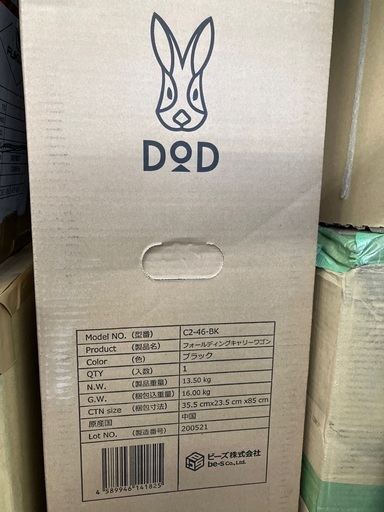 DOD
Model NO. (型番) C2-46-BK
Product (製品名) フォールディングキャリーワゴン
Color (色) ブラック
QTY (入数) 1
N.W. (製品重量) 13.50 kg
G.W. (梱包込重量) 16.00 kg
CTN size (梱包寸法) 35.5 cmx23.5 cm x85 cm
原産国 中国
Lot NO. (製造番号) 200521
4 589946 141825
ビーズ株式会社
be-s Co., Ltd.